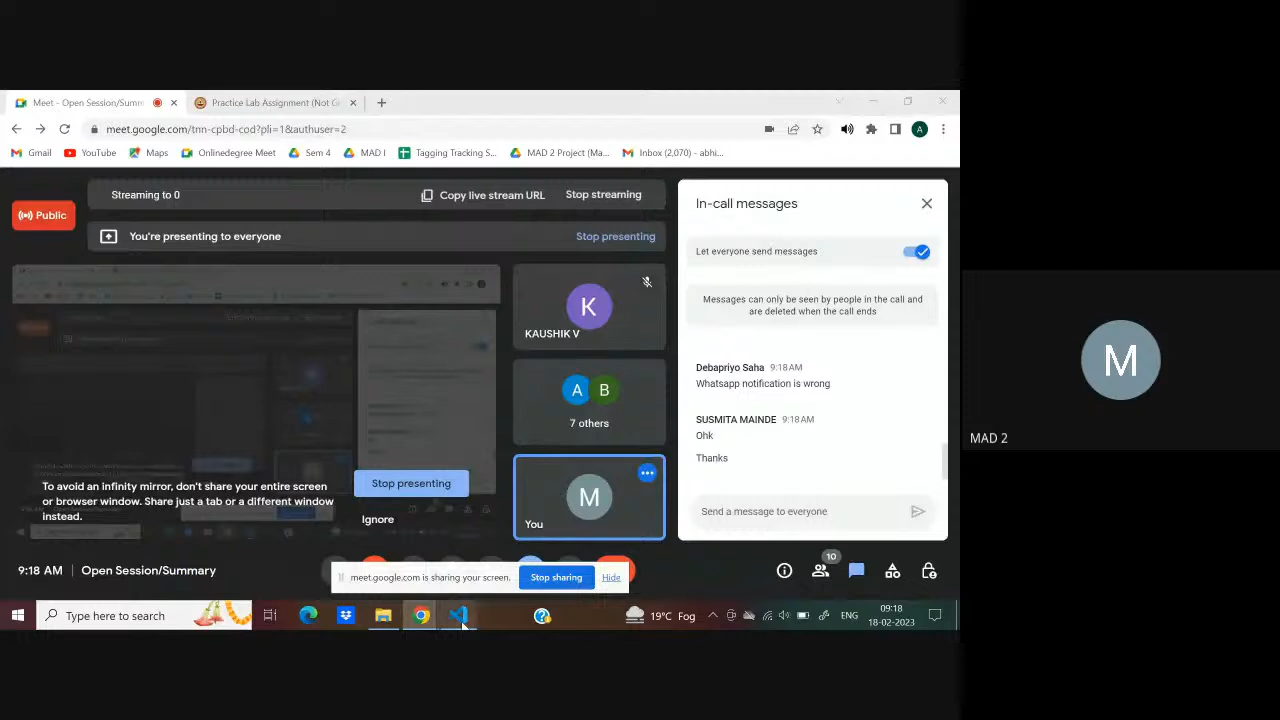 Meet - Open Session/Summ
Practice Lab Assignment (Not G
meet.google.com/tnn-cpbd-cod?pli=1&authuser=2
A
Gmail
YouTube
Maps
Onlinedegree Meet
Sem 4
MAD I
Tagging Tracking S...
MAD 2 Project (Ma...
Inbox (2,070) - abhi...
Public
Streaming to 0
Copy live stream URL
Stop streaming
You're presenting to everyone
Stop presenting
To avoid an infinity mirror, don't share your entire screen
or browser window. Share just a tab or a different window
instead.
Stop presenting
Ignore
K
KAUSHIK V
A B
7 others
M
You
In-call messages
Let everyone send messages
Messages can only be seen by people in the call and
are deleted when the call ends
Debapriyo Saha 9:18 AM
Whatsapp notification is wrong
SUSMITA MAINDE 9:18 AM
Ohk
Thanks
Send a message to everyone
9:18 AM | Open Session/Summary
meet.google.com is sharing your screen.
Stop sharing
Hide
10
Type here to search
19°C Fog
ENG
09:18
18-02-2023
M
MAD 2